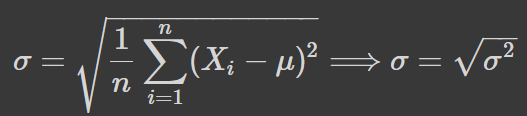 σ = √(1/n ∑_{i=1}^{n} (X_i − μ)²) ⟹ σ = √σ²